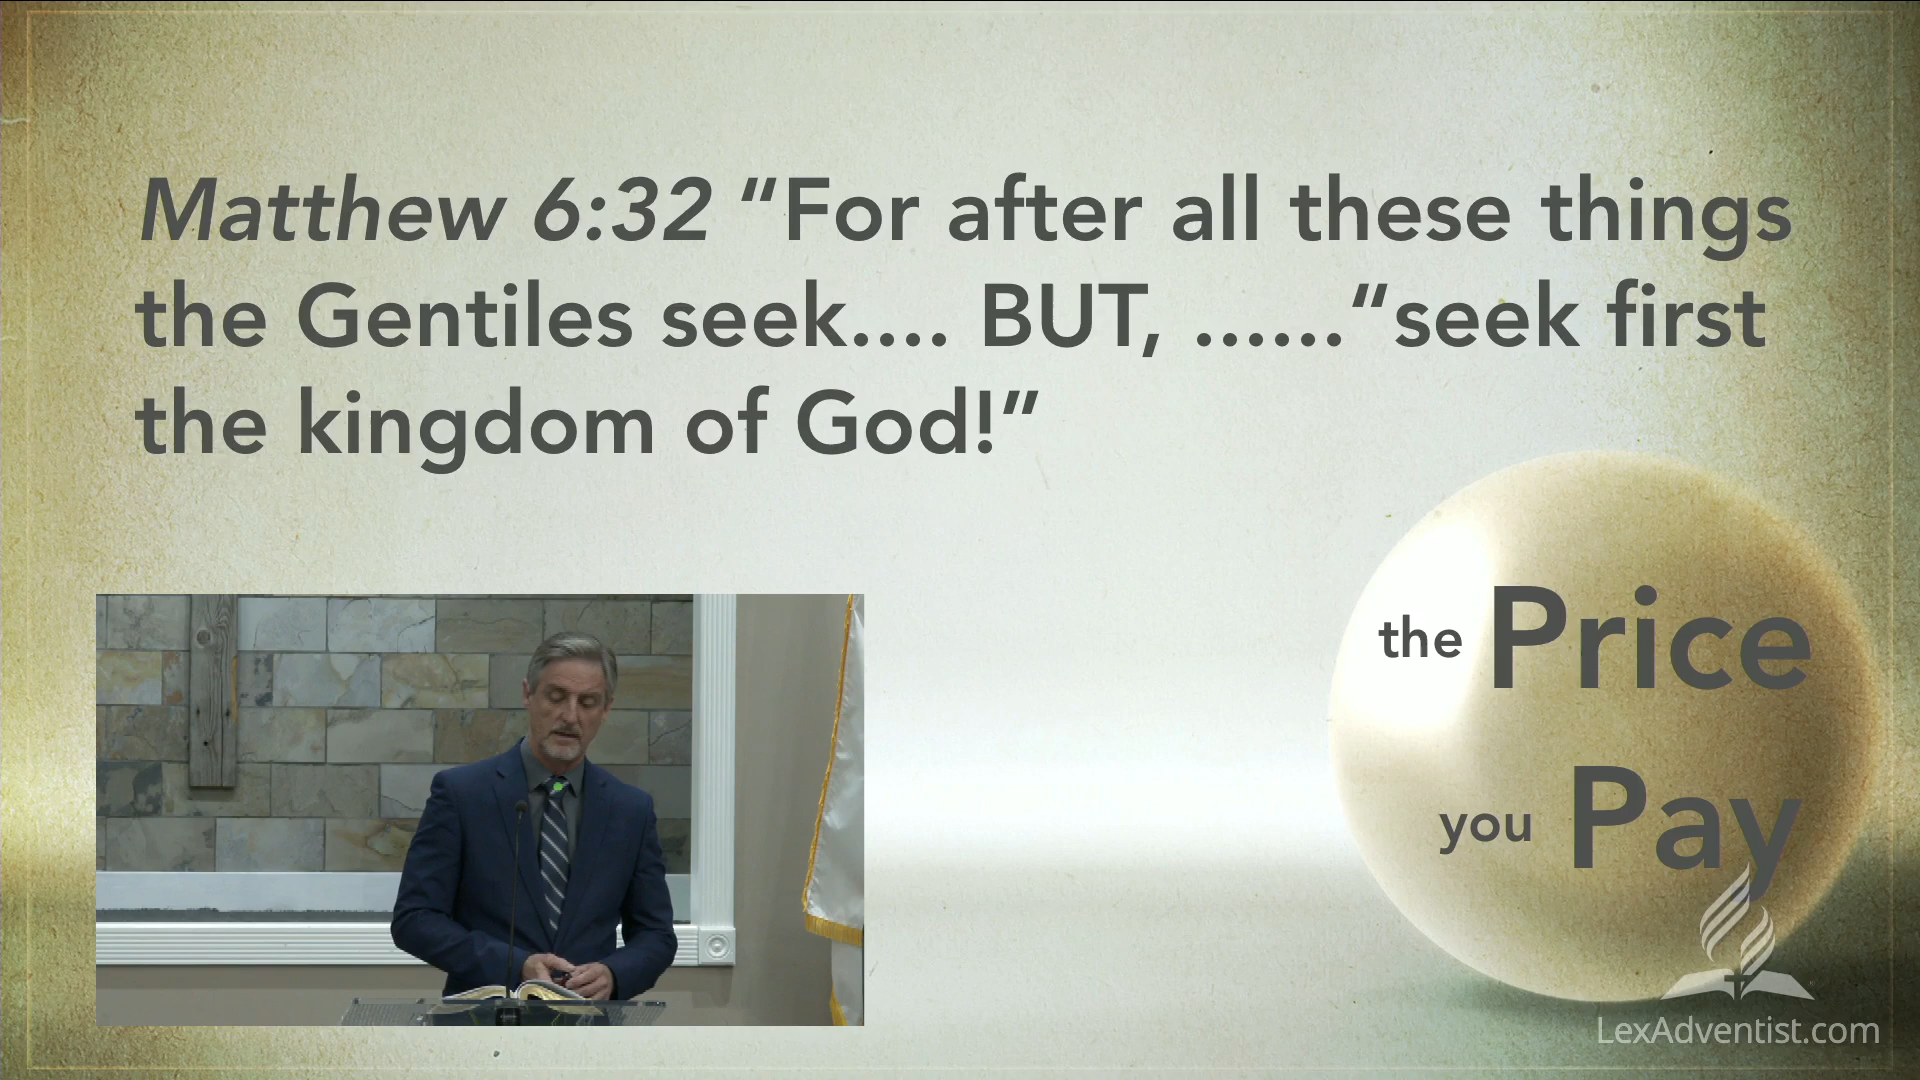 Matthew 6:32 “For after all these things
the Gentiles seek.... BUT, ......“seek first
the kingdom of God!”
the Price
you Pay
LexAdventist.com